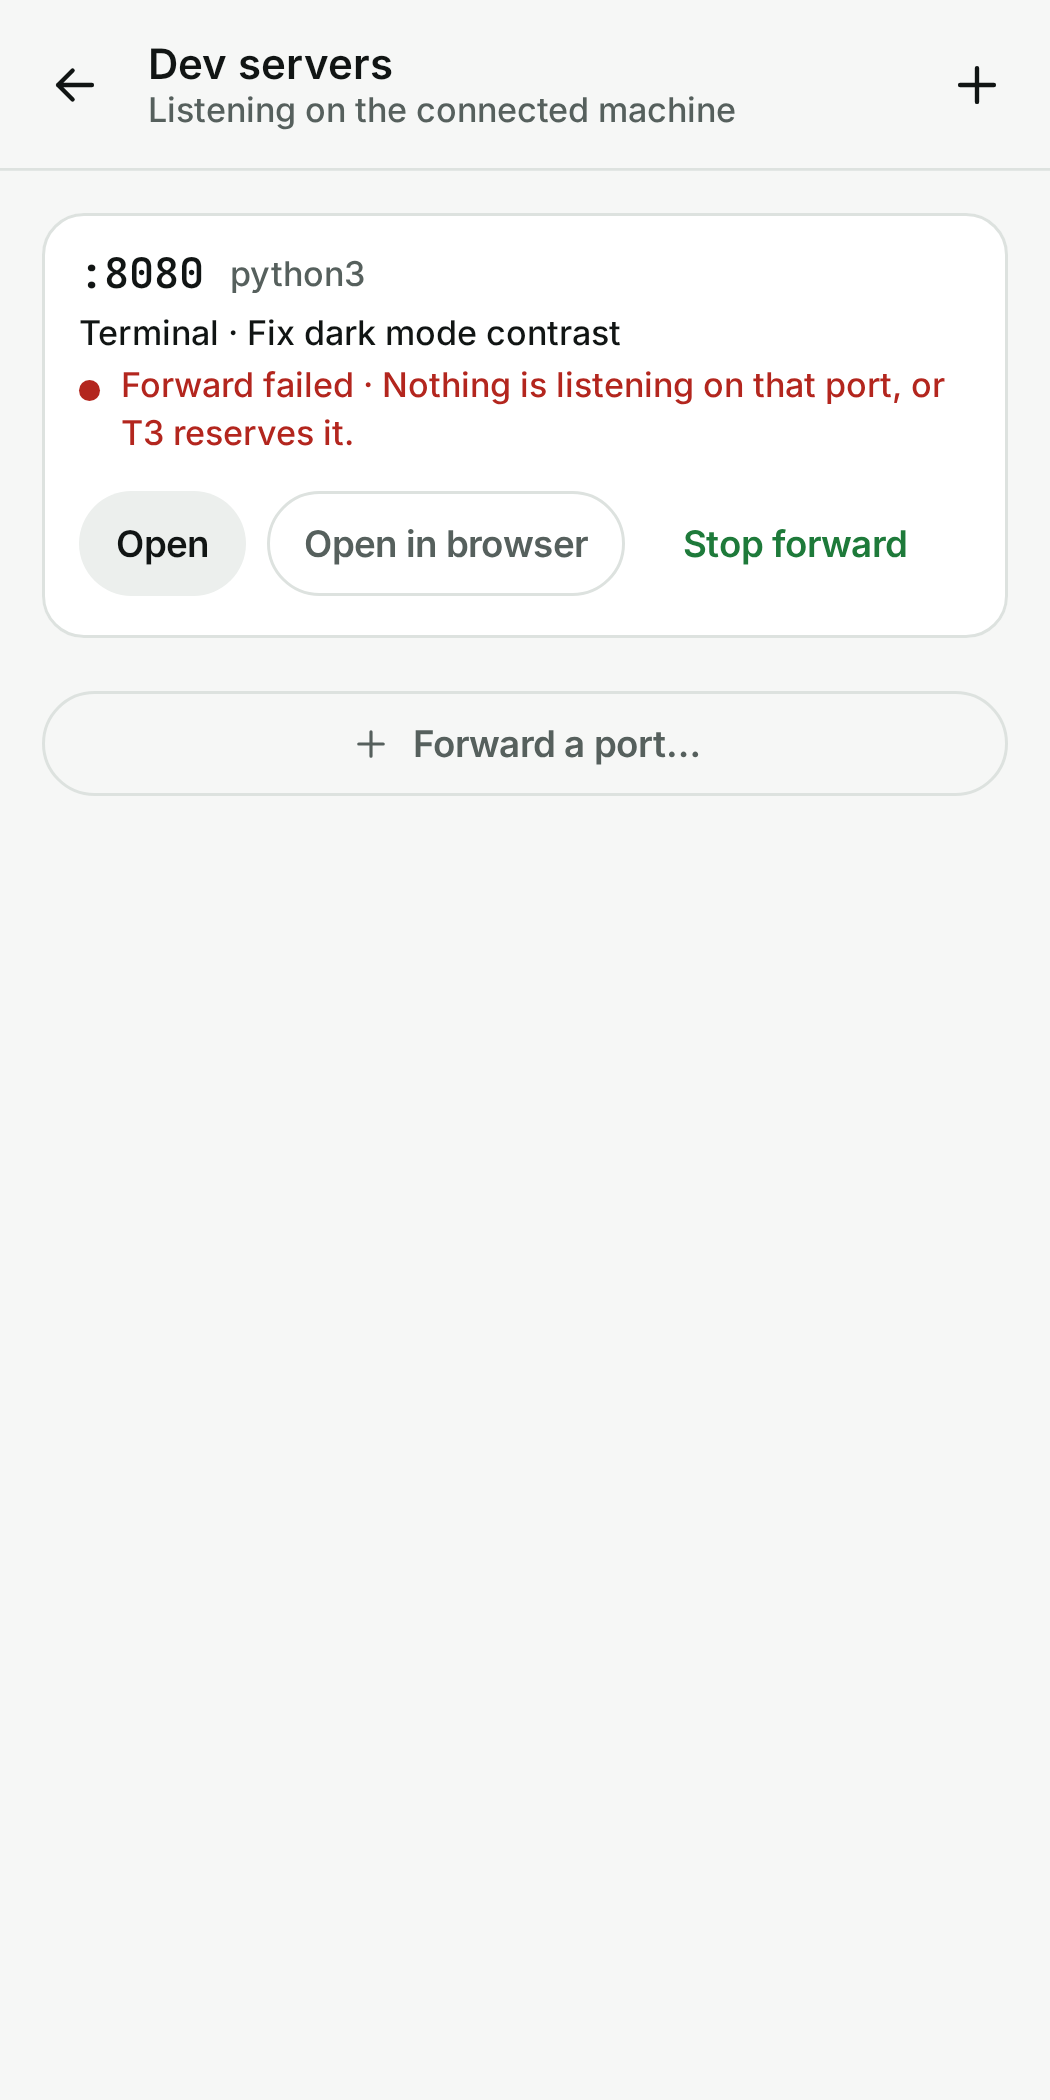 Dev servers
Listening on the connected machine
:8080 python3
Terminal · Fix dark mode contrast
Forward failed · Nothing is listening on that port, or
T3 reserves it.
Open Open in browser Stop forward
Forward a port...